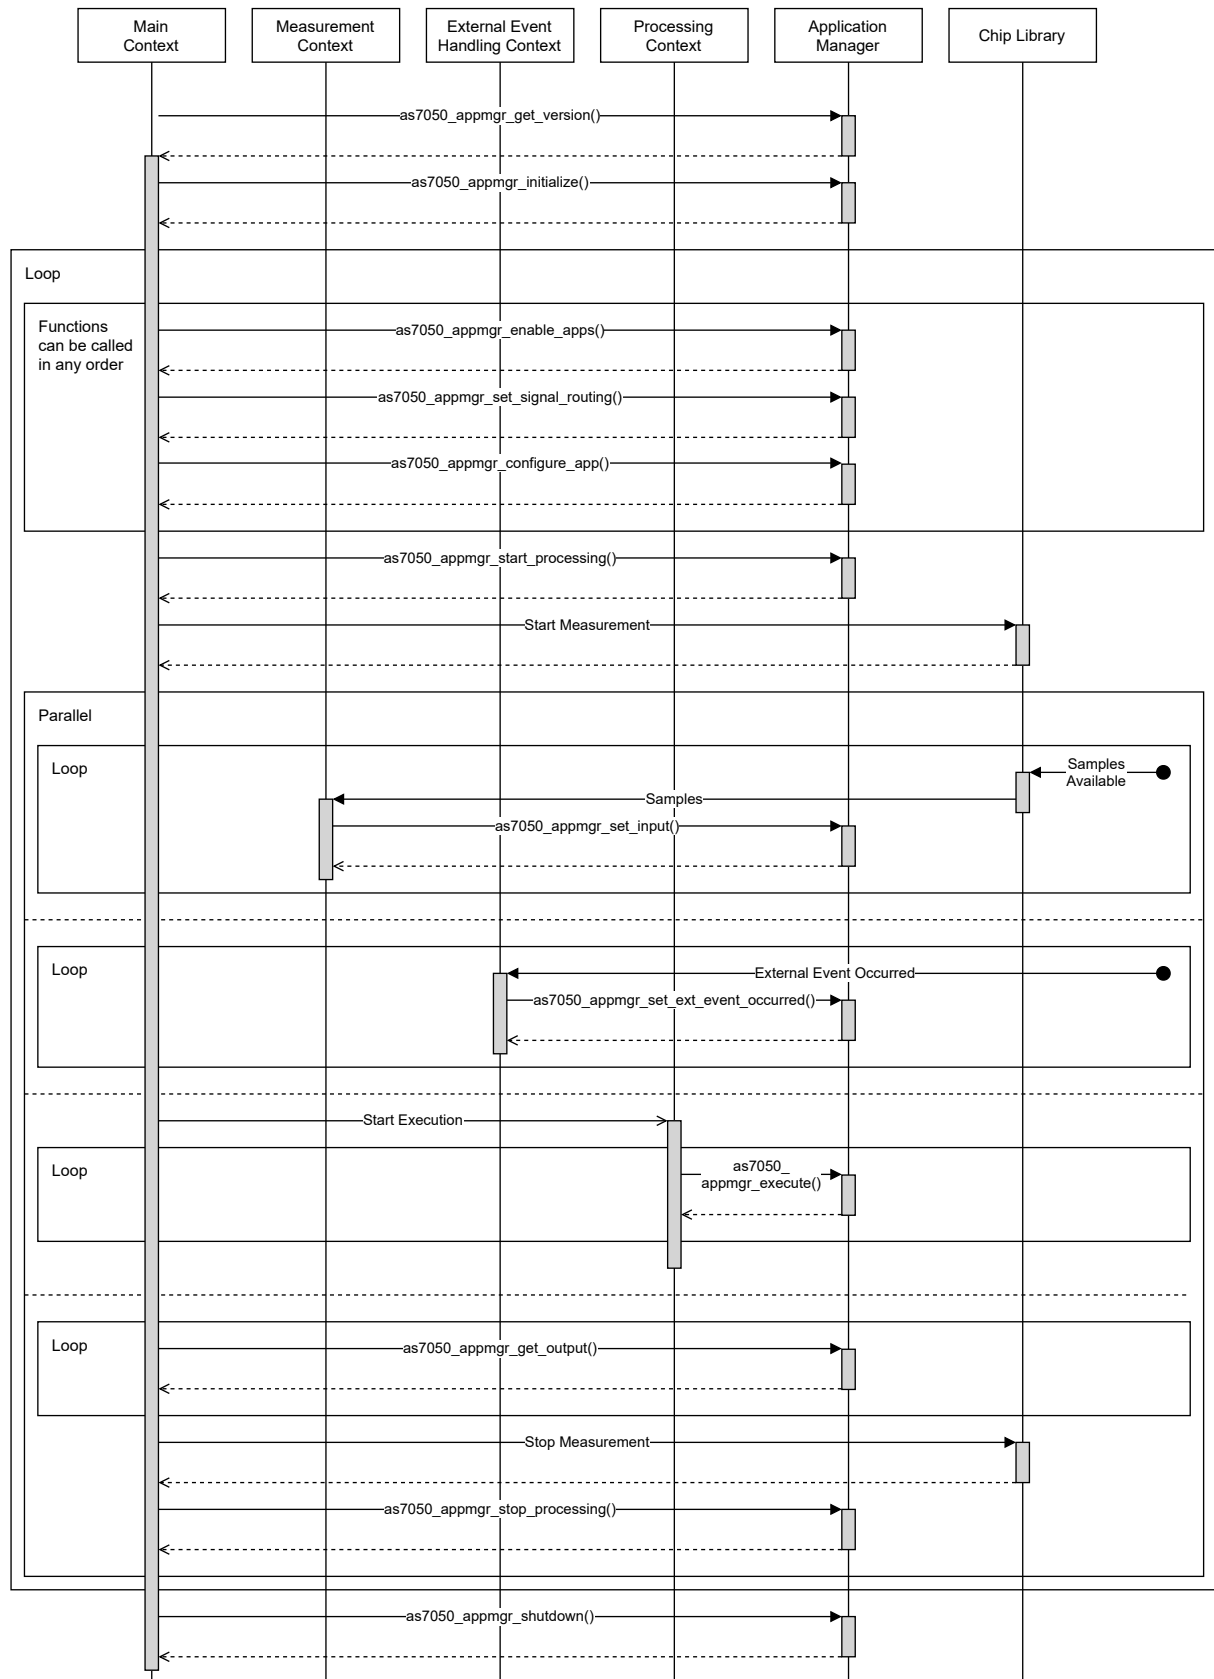 Main
Context
Measurement
Context
External Event
Handling Context
Processing
Context
Application
Manager
Chip Library
as7050_appmgr_get_version()
as7050_appmgr_initialize()
Loop
Functions
can be called
in any order
as7050_appmgr_enable_apps()
as7050_appmgr_set_signal_routing()
as7050_appmgr_configure_app()
as7050_appmgr_start_processing()
Start Measurement
Parallel
Loop
Samples
Available
Samples
as7050_appmgr_set_input()
Loop
External Event Occurred
as7050_appmgr_set_ext_event_occurred()
Start Execution
Loop
as7050_
appmgr_execute()
Loop
as7050_appmgr_get_output()
Stop Measurement
as7050_appmgr_stop_processing()
as7050_appmgr_shutdown()